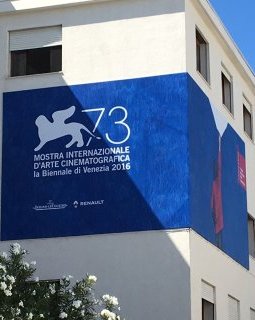 73
MOSTRA INTERNAZIONALE
D'ARTE CINEMATOGRAFICA
la Biennale di Venezia 2016
RENAULT